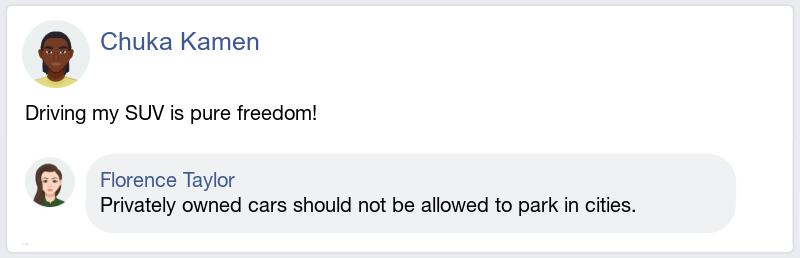 Chuka Kamen
Driving my SUV is pure freedom!
Florence Taylor
Privately owned cars should not be allowed to park in cities.